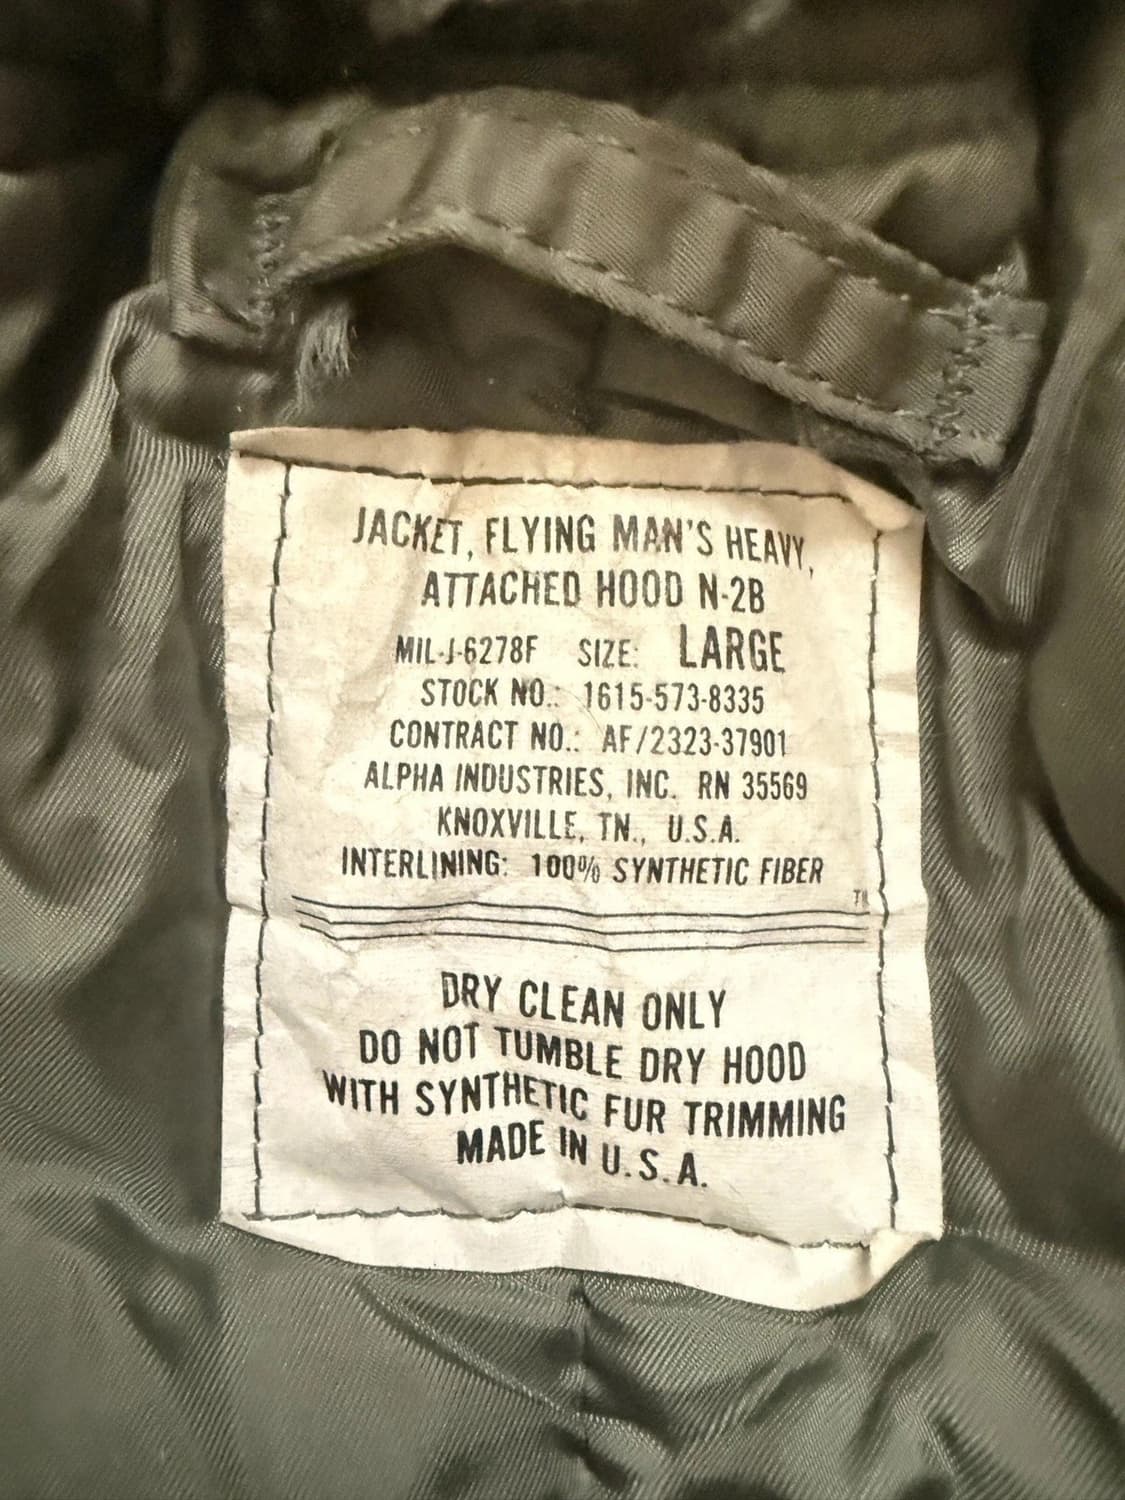 JACKET, FLYING MAN'S HEAVY,
ATTACHED HOOD N-2B
MIL-J-6278F SIZE: LARGE
STOCK NO.: 1615-573-8335
CONTRACT NO.: AF/2323-37901
ALPHA INDUSTRIES, INC. RN 35569
KNOXVILLE, TN., U.S.A.
INTERLINING: 100% SYNTHETIC FIBER
TM
DRY CLEAN ONLY
DO NOT TUMBLE DRY HOOD
WITH SYNTHETIC FUR TRIMMING
MADE IN U.S.A.